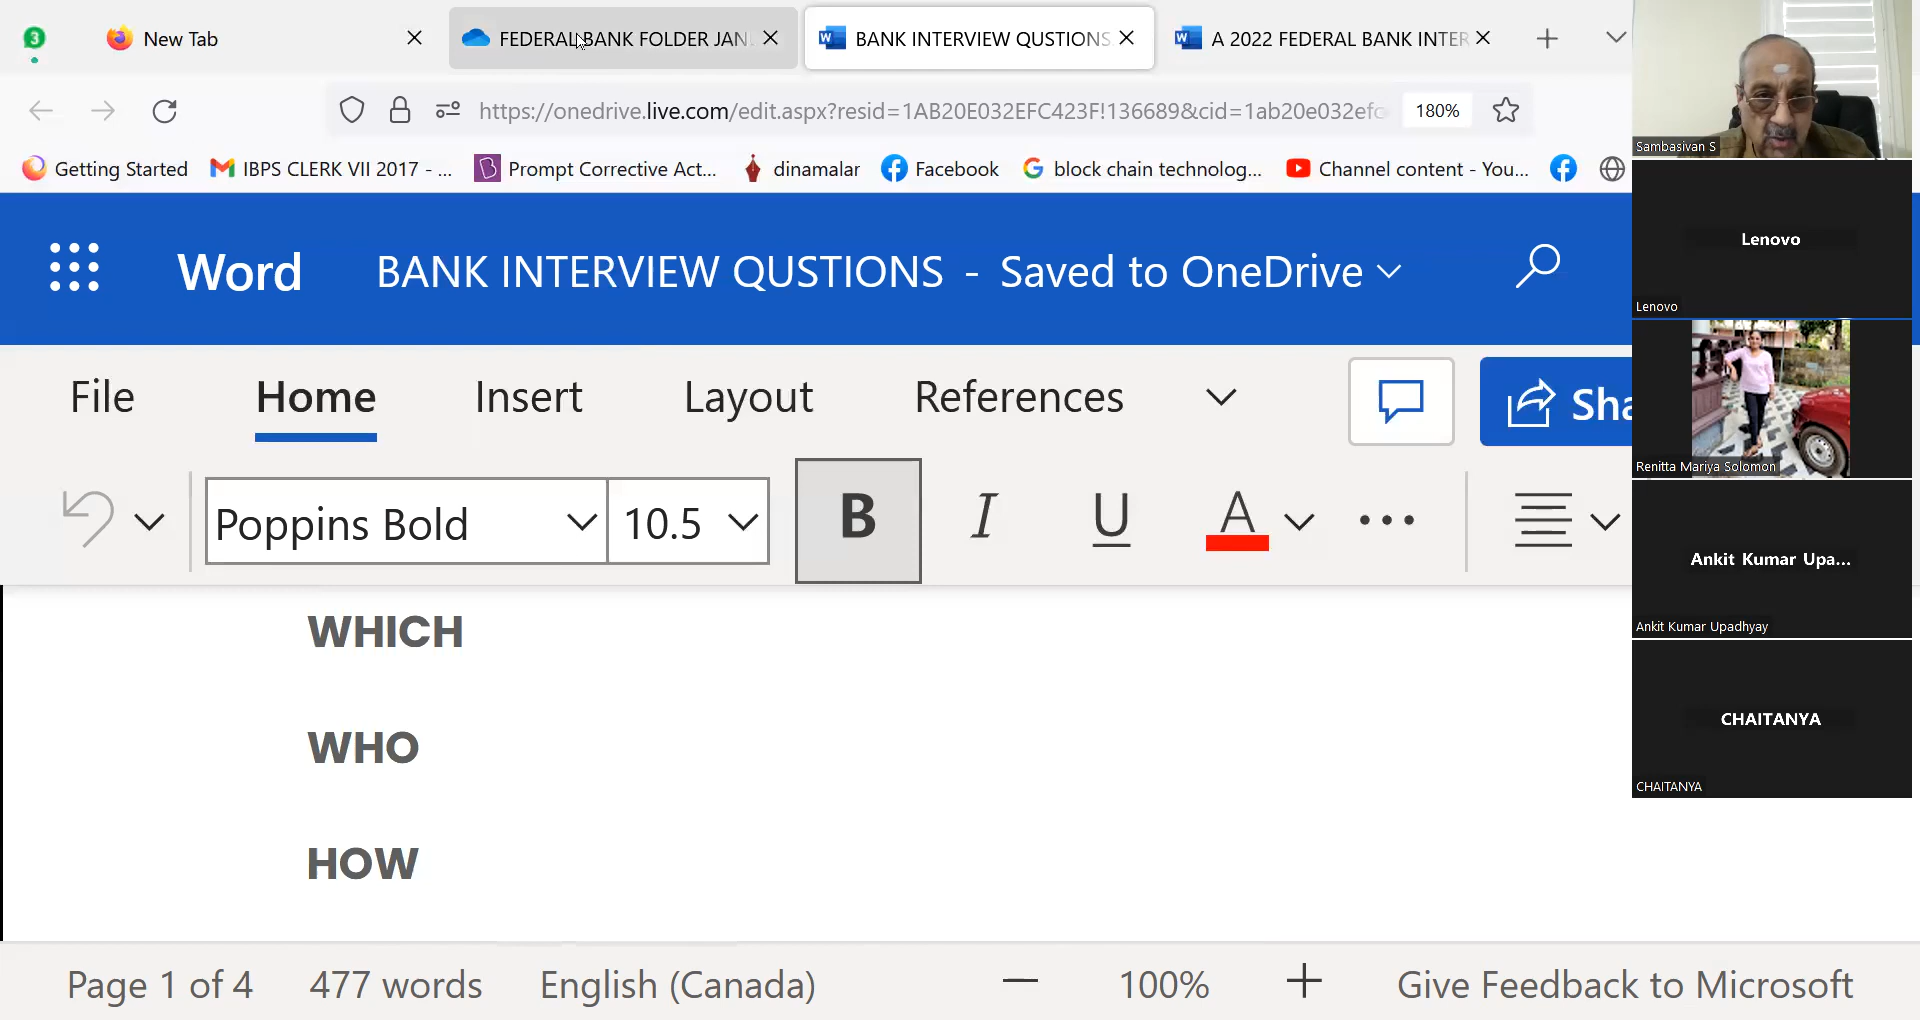 3
New Tab
FEDERAL BANK FOLDER JAN
BANK INTERVIEW QUSTIONS
A 2022 FEDERAL BANK INTER
https://onedrive.live.com/edit.aspx?resid=1AB20E032EFC423F!136689&cid=1ab20e032efc
180%
Getting Started
IBPS CLERK VII 2017 - ...
Prompt Corrective Act...
dinamalar
Facebook
block chain technolog...
Channel content - You...
Word
BANK INTERVIEW QUSTIONS - Saved to OneDrive
File
Home
Insert
Layout
References
Sha
Poppins Bold
10.5
B
I
U
A
WHICH
WHO
HOW
Page 1 of 4
477 words
English (Canada)
100%
Give Feedback to Microsoft
Sambasivan S
Lenovo
Lenovo
Renitta Mariya Solomon
Ankit Kumar Upa...
Ankit Kumar Upadhyay
CHAITANYA
CHAITANYA